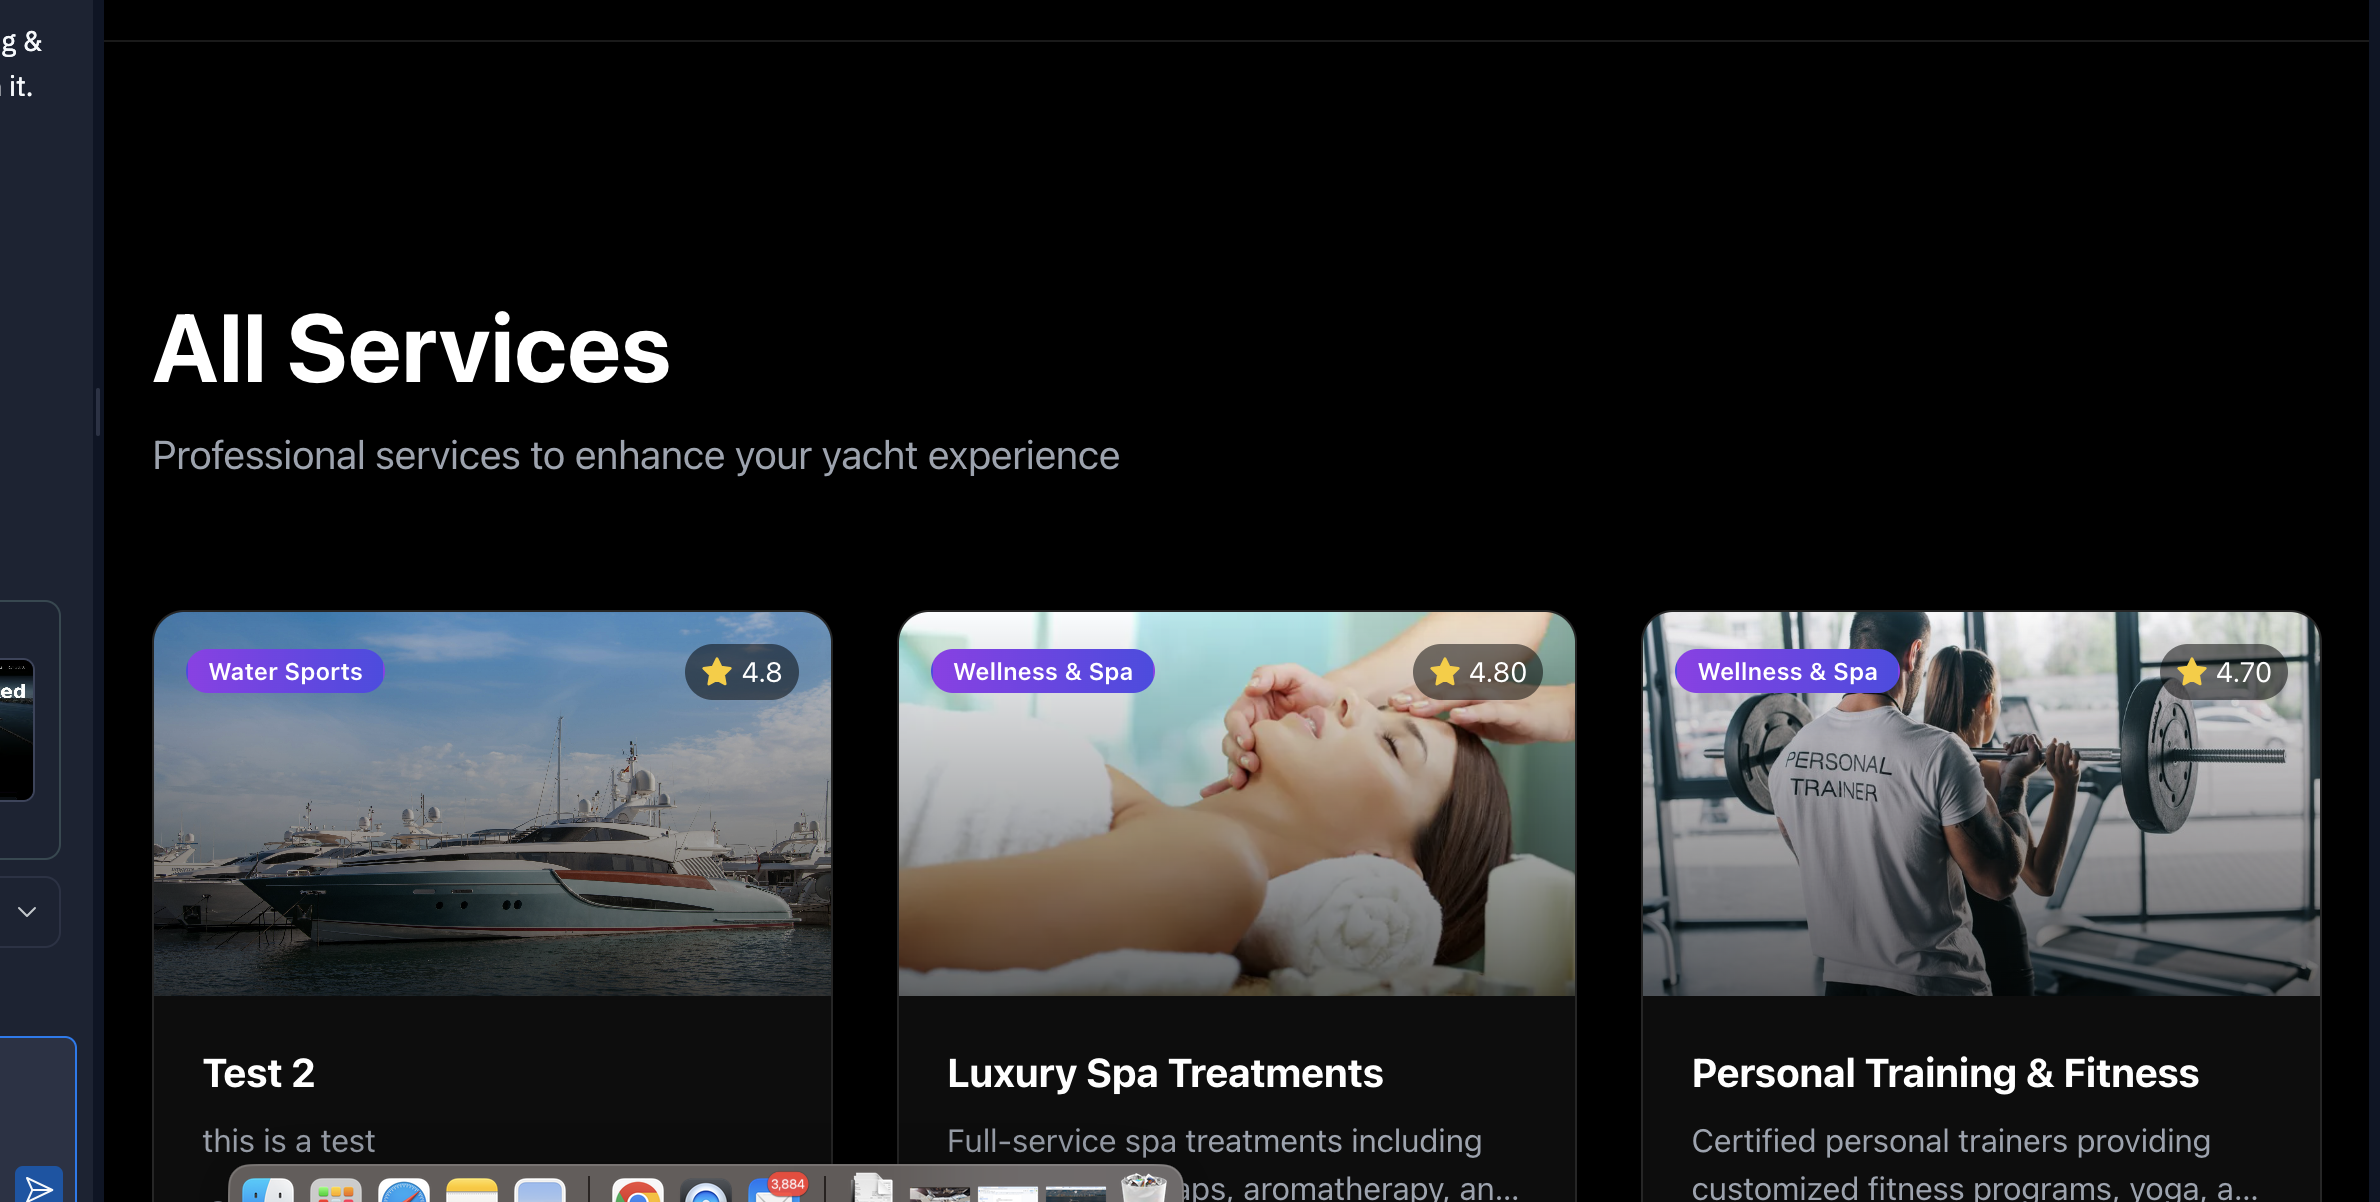 g &
it.
All Services
Professional services to enhance your yacht experience
ed
Water Sports
4.8
Wellness & Spa
4.80
Wellness & Spa
4.70
PERSONAL
TRAINER
Test 2
this is a test
Luxury Spa Treatments
Full-service spa treatments including
aps, aromatherapy, an...
Personal Training & Fitness
Certified personal trainers providing
customized fitness programs, yoga, a...
3,884